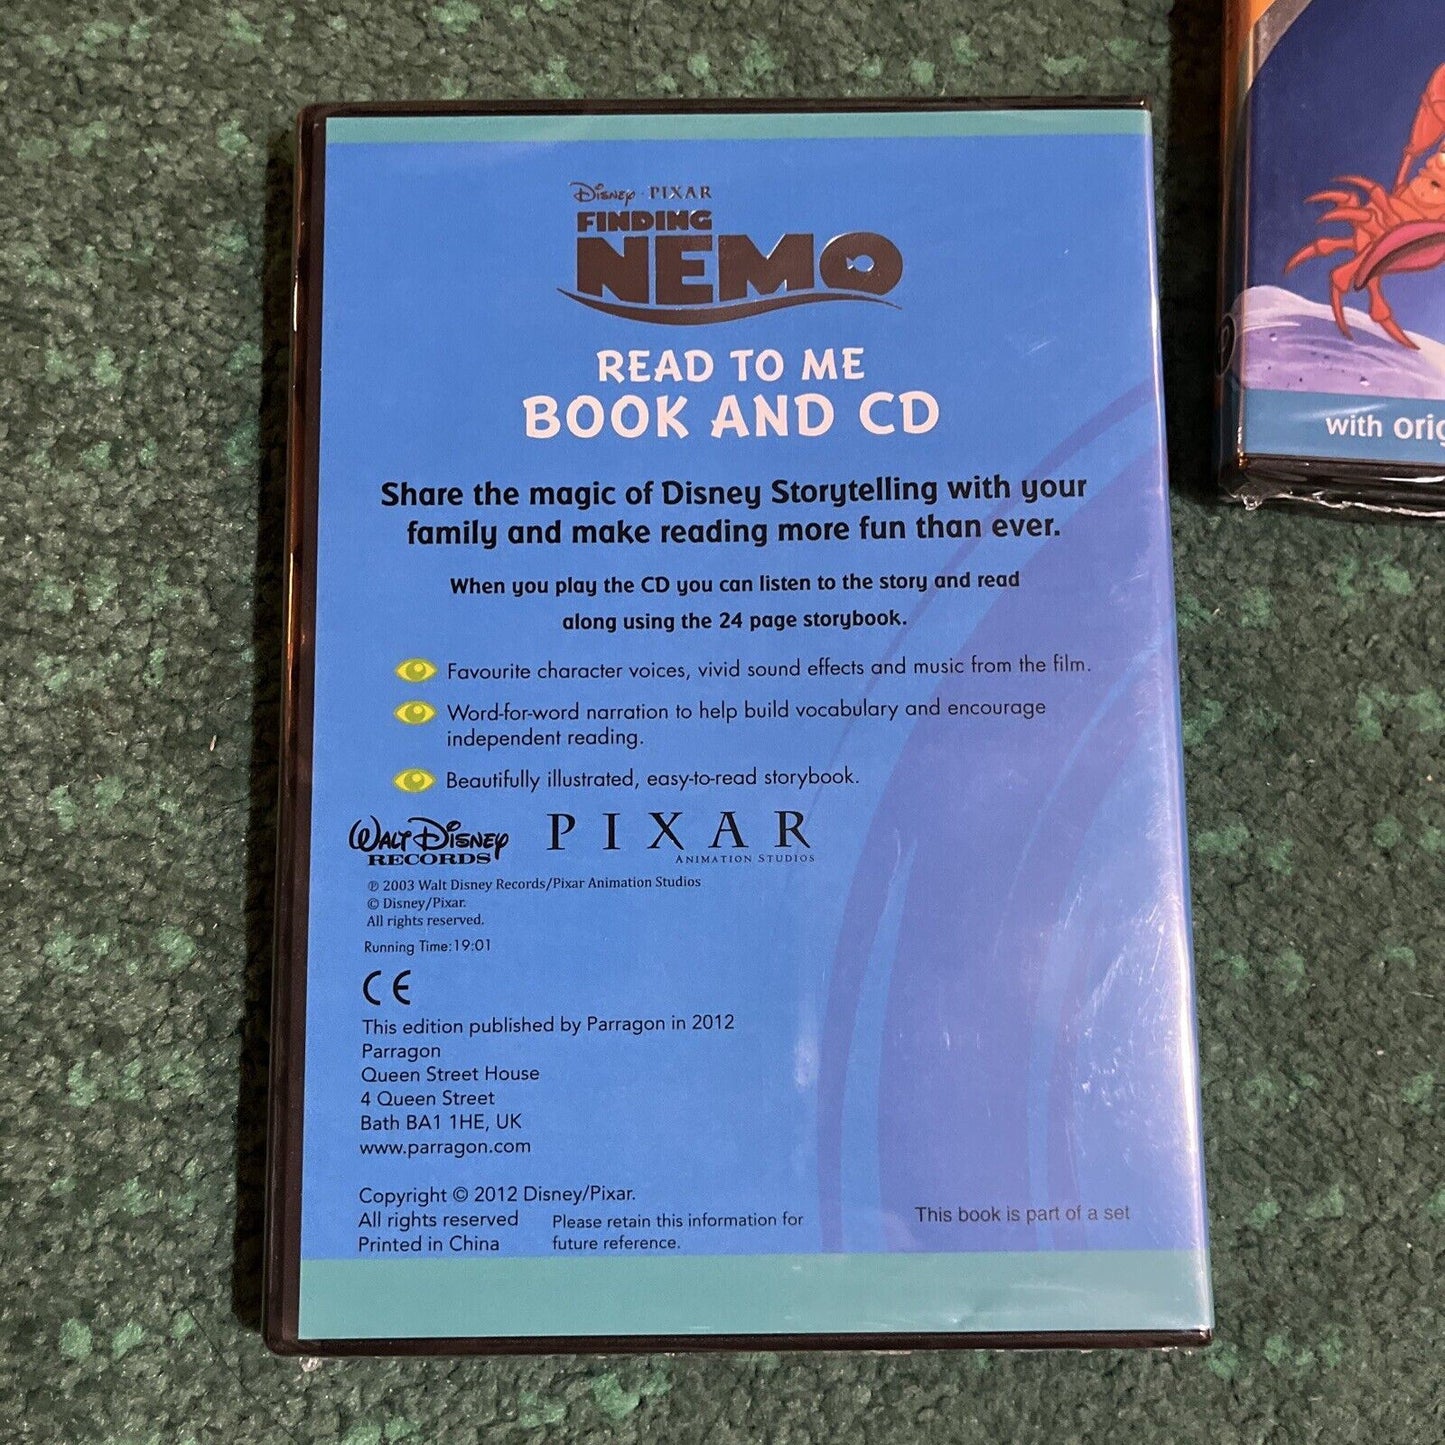 Disney · PIXAR
FINDING
NEMO
READ TO ME
BOOK AND CD
Share the magic of Disney Storytelling with your
family and make reading more fun than ever.
When you play the CD you can listen to the story and read
along using the 24 page storybook.
Favourite character voices, vivid sound effects and music from the film.
Word-for-word narration to help build vocabulary and encourage
independent reading.
Beautifully illustrated, easy-to-read storybook.
WALT DISNEY
RECORDS
PIXAR
ANIMATION STUDIOS
℗ 2003 Walt Disney Records/Pixar Animation Studios
© Disney/Pixar.
All rights reserved.
Running Time:19:01
CE
This edition published by Parragon in 2012
Parragon
Queen Street House
4 Queen Street
Bath BA1 1HE, UK
www.parragon.com
Copyright © 2012 Disney/Pixar.
All rights reserved
Printed in China
Please retain this information for
future reference.
This book is part of a set
with